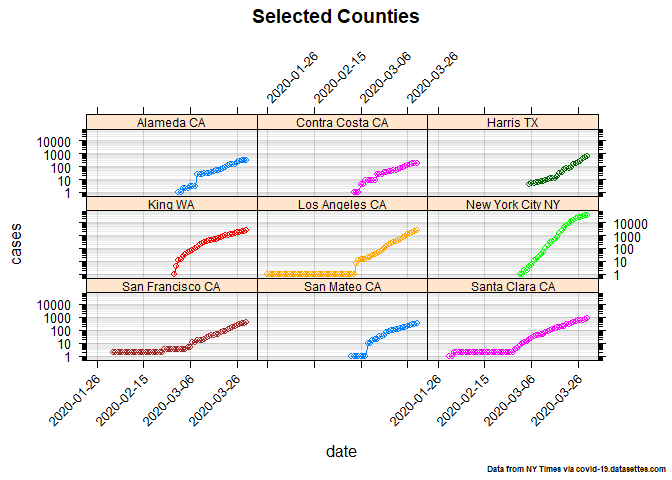 Selected Counties
2020-01-26
2020-02-15
2020-03-06
2020-03-26
Alameda CA
Contra Costa CA
Harris TX
10000
1000
100
10
1
King WA
Los Angeles CA
New York City NY
10000
1000
100
10
1
San Francisco CA
San Mateo CA
Santa Clara CA
10000
1000
100
10
1
cases
2020-01-26
2020-02-15
2020-03-06
2020-03-26
2020-01-26
2020-02-15
2020-03-06
2020-03-26
date
Data from NY Times via covid-19.datasettes.com